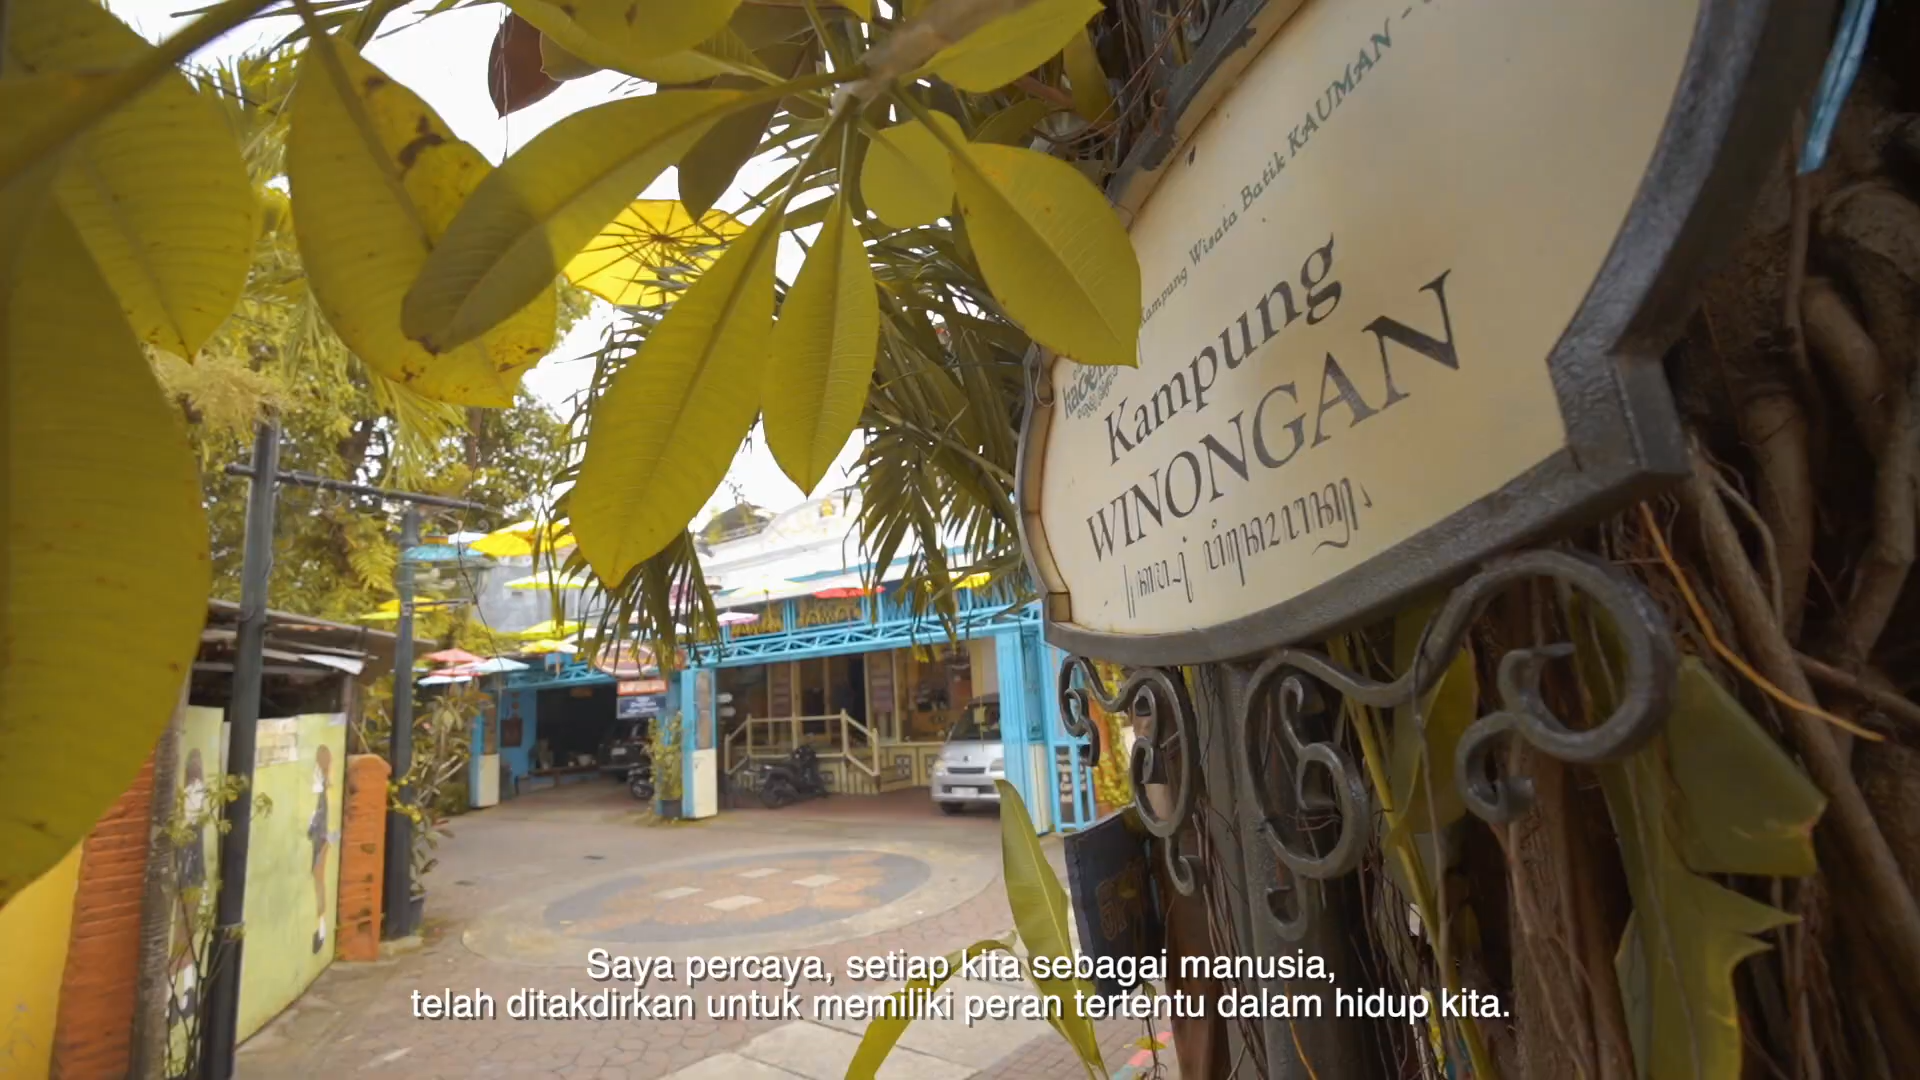 Kampung Wisata Batik KAUMAN -
Kampung
WINONGAN
Saya percaya, setiap kita sebagai manusia,
telah ditakdirkan untuk memiliki peran tertentu dalam hidup kita.